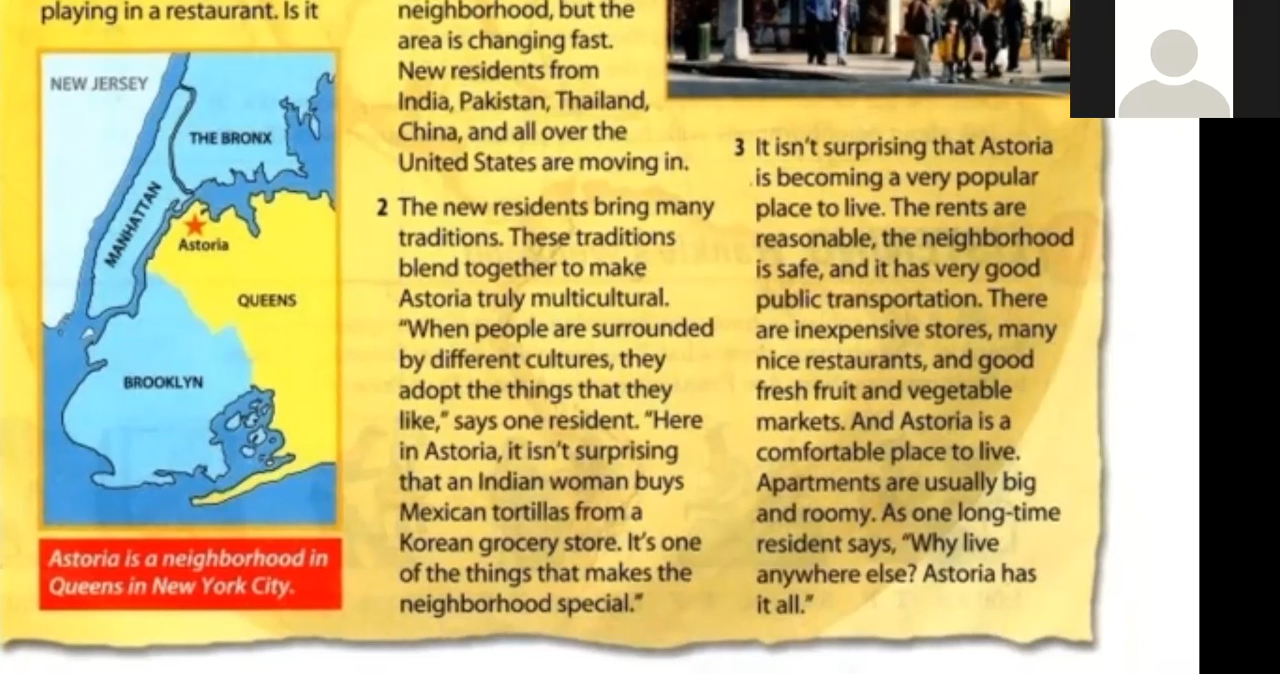 playing in a restaurant. Is it
NEW JERSEY
THE BRONX
MANHATTAN
Astoria
QUEENS
BROOKLYN
Astoria is a neighborhood in
Queens in New York City.
neighborhood, but the
area is changing fast.
New residents from
India, Pakistan, Thailand,
China, and all over the
United States are moving in.
2 The new residents bring many
traditions. These traditions
blend together to make
Astoria truly multicultural.
“When people are surrounded
by different cultures, they
adopt the things that they
like,” says one resident. “Here
in Astoria, it isn’t surprising
that an Indian woman buys
Mexican tortillas from a
Korean grocery store. It’s one
of the things that makes the
neighborhood special.”
3 It isn’t surprising that Astoria
is becoming a very popular
place to live. The rents are
reasonable, the neighborhood
is safe, and it has very good
public transportation. There
are inexpensive stores, many
nice restaurants, and good
fresh fruit and vegetable
markets. And Astoria is a
comfortable place to live.
Apartments are usually big
and roomy. As one long-time
resident says, “Why live
anywhere else? Astoria has
it all.”